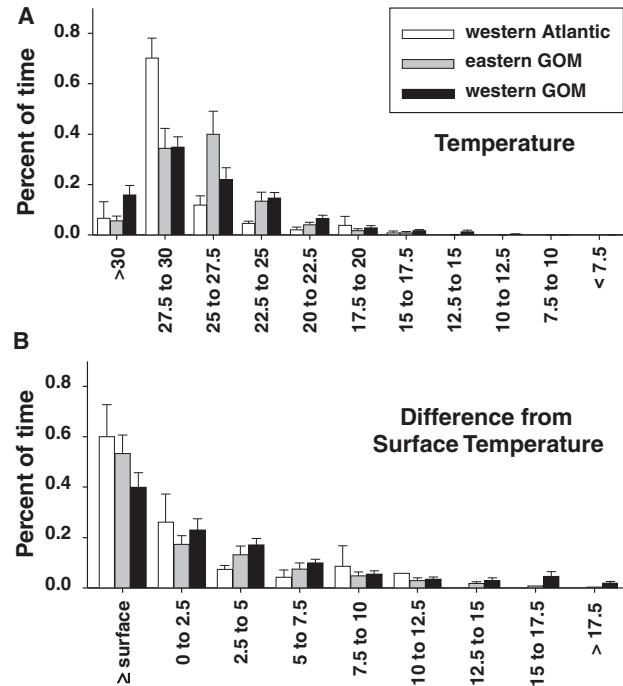 A
western Atlantic
eastern GOM
western GOM
Temperature
Percent of time
0.8
0.6
0.4
0.2
0.0
>30
27.5 to 30
25 to 27.5
22.5 to 25
20 to 22.5
17.5 to 20
15 to 17.5
12.5 to 15
10 to 12.5
7.5 to 10
< 7.5
B
Difference from
Surface Temperature
Percent of time
0.8
0.6
0.4
0.2
0.0
≥ surface
0 to 2.5
2.5 to 5
5 to 7.5
7.5 to 10
10 to 12.5
12.5 to 15
15 to 17.5
> 17.5